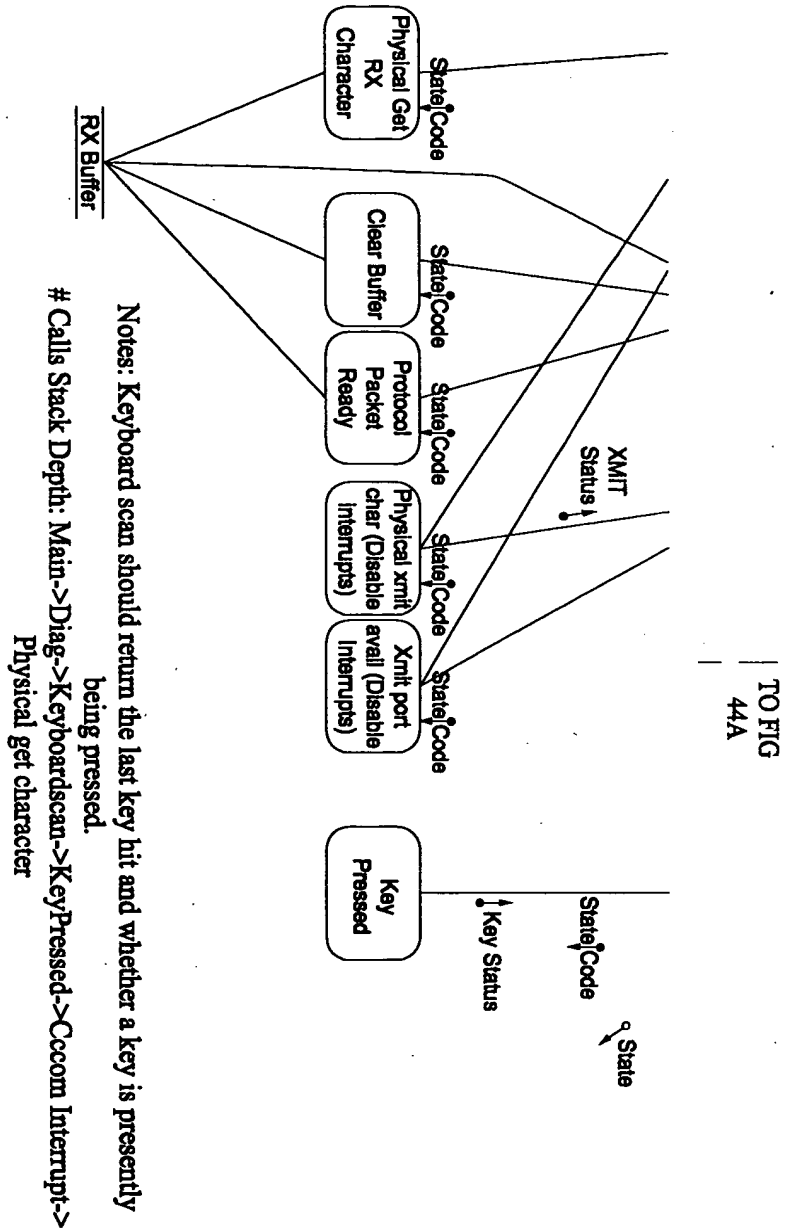 TO FIG
44A
XMIT
Status
State Code
State
Key Status
State Code
State Code
State Code
State Code
State Code
Physical Get
RX
Character
Clear Buffer
Protocol
Packet
Ready
Physical xmit
char (Disable
interrupts)
Xmit port
avail (Disable
Interrupts)
Key
Pressed
RX Buffer
Notes: Keyboard scan should return the last key hit and whether a key is presently
being pressed.
# Calls Stack Depth: Main->Diag->Keyboardscan->KeyPressed->Cccom Interrupt->
Physical get character